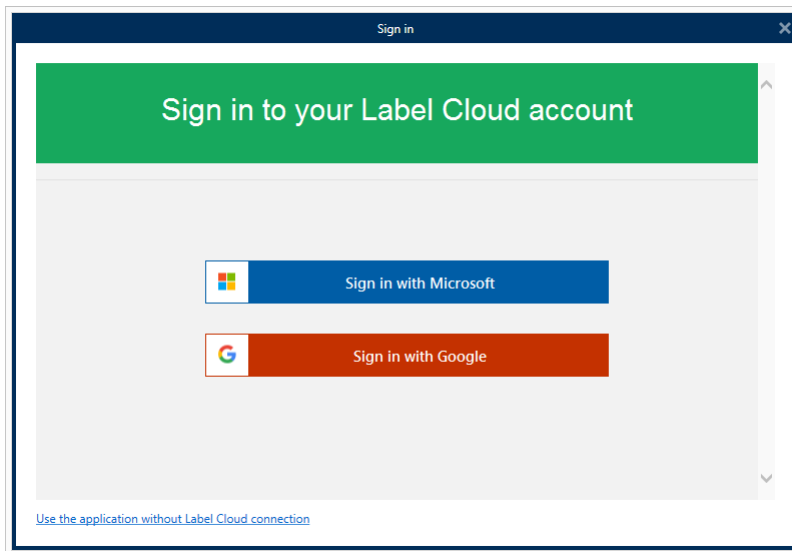 Sign in
Sign in to your Label Cloud account
Sign in with Microsoft
Sign in with Google
Use the application without Label Cloud connection